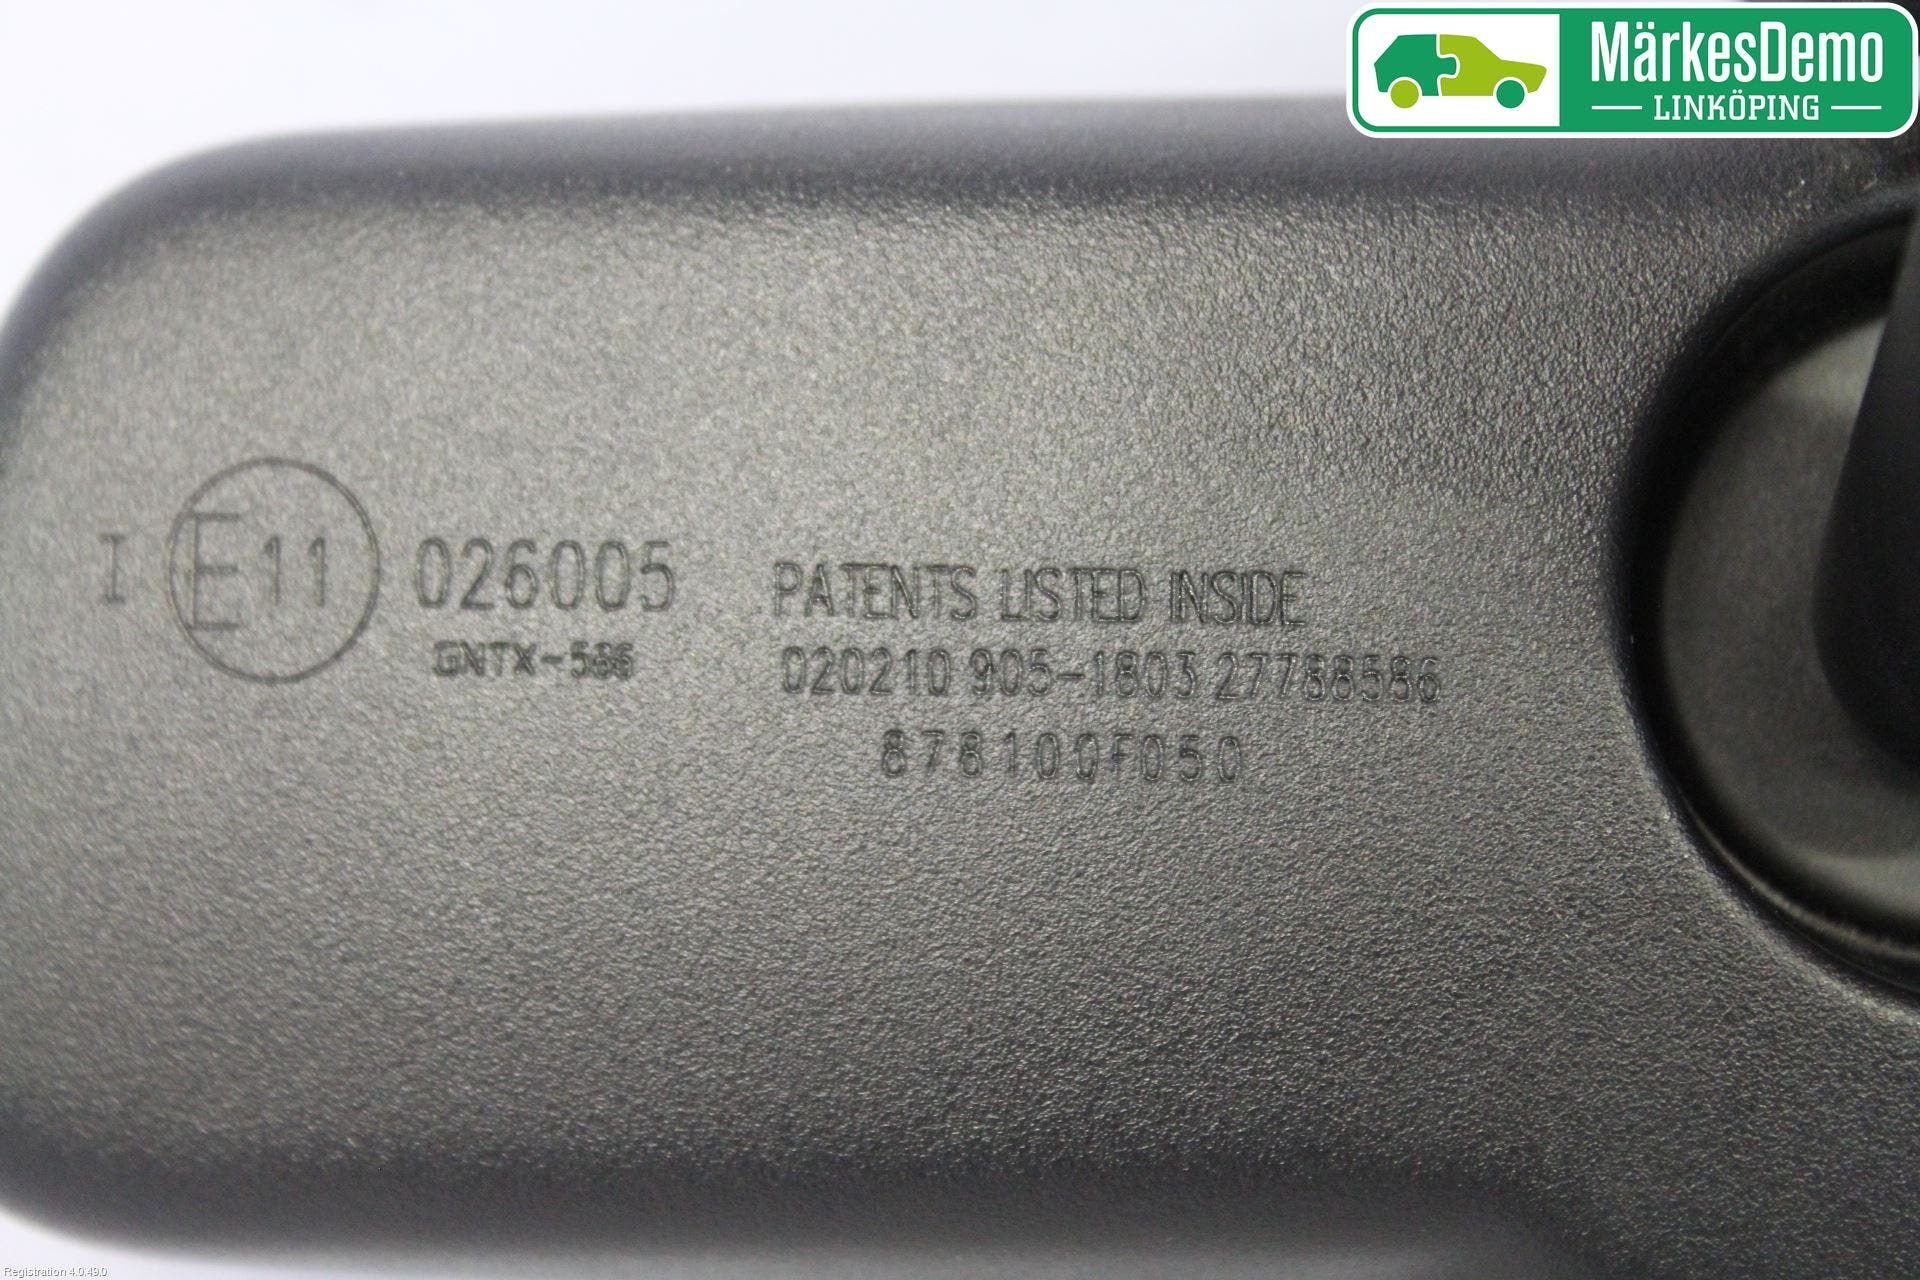 MärkesDemo
LINKÖPING
I E11 026005
GNTX-586
PATENTS LISTED INSIDE
020210 905-1803 27788586
878100F050
Registration 4.0.49.0